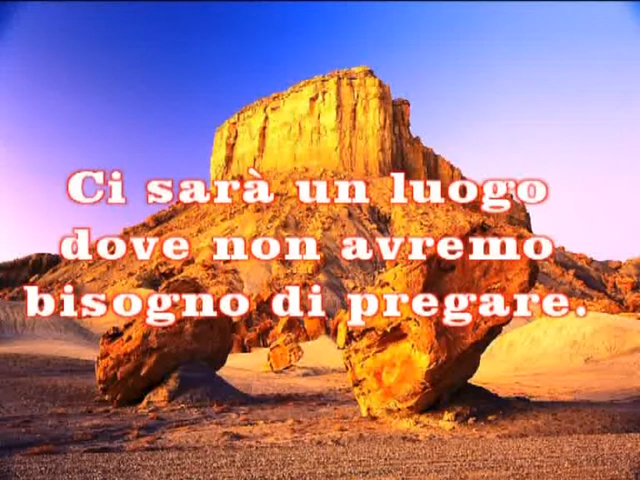 Ci sarà un luogo
dove non avremo
bisogno di pregare.